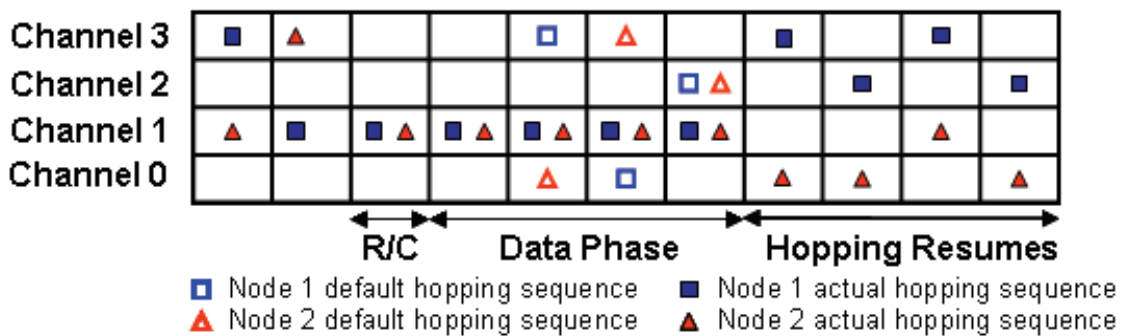 Channel 3
Channel 2
Channel 1
Channel 0
R/C Data Phase Hopping Resumes
Node 1 default hopping sequence Node 1 actual hopping sequence
Node 2 default hopping sequence Node 2 actual hopping sequence